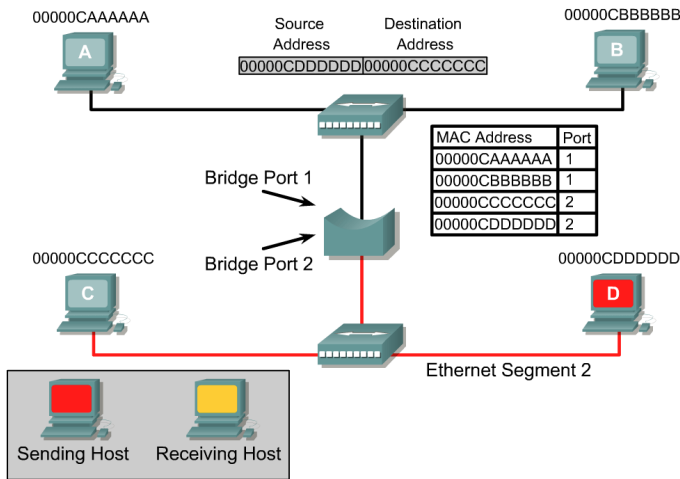 00000CAAAAAA
A
Source
Address
Destination
Address
00000CDDDDDD 00000CCCCCCC
00000CBBBBBB
B
MAC Address Port
00000CAAAAAA 1
00000CBBBBBB 1
00000CCCCCCC 2
00000CDDDDDD 2
Bridge Port 1
Bridge Port 2
00000CCCCCCC
C
00000CDDDDDD
D
Ethernet Segment 2
Sending Host
Receiving Host